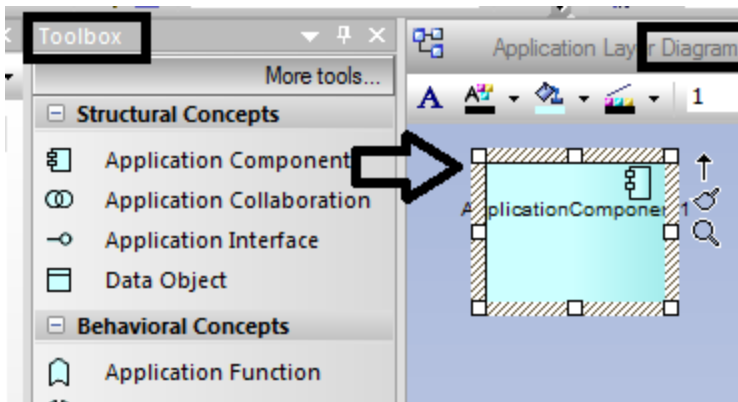 Toolbox
More tools...
Structural Concepts
Application Component
Application Collaboration
Application Interface
Data Object
Behavioral Concepts
Application Function
Application Layer Diagram
A
1
ApplicationComponent1